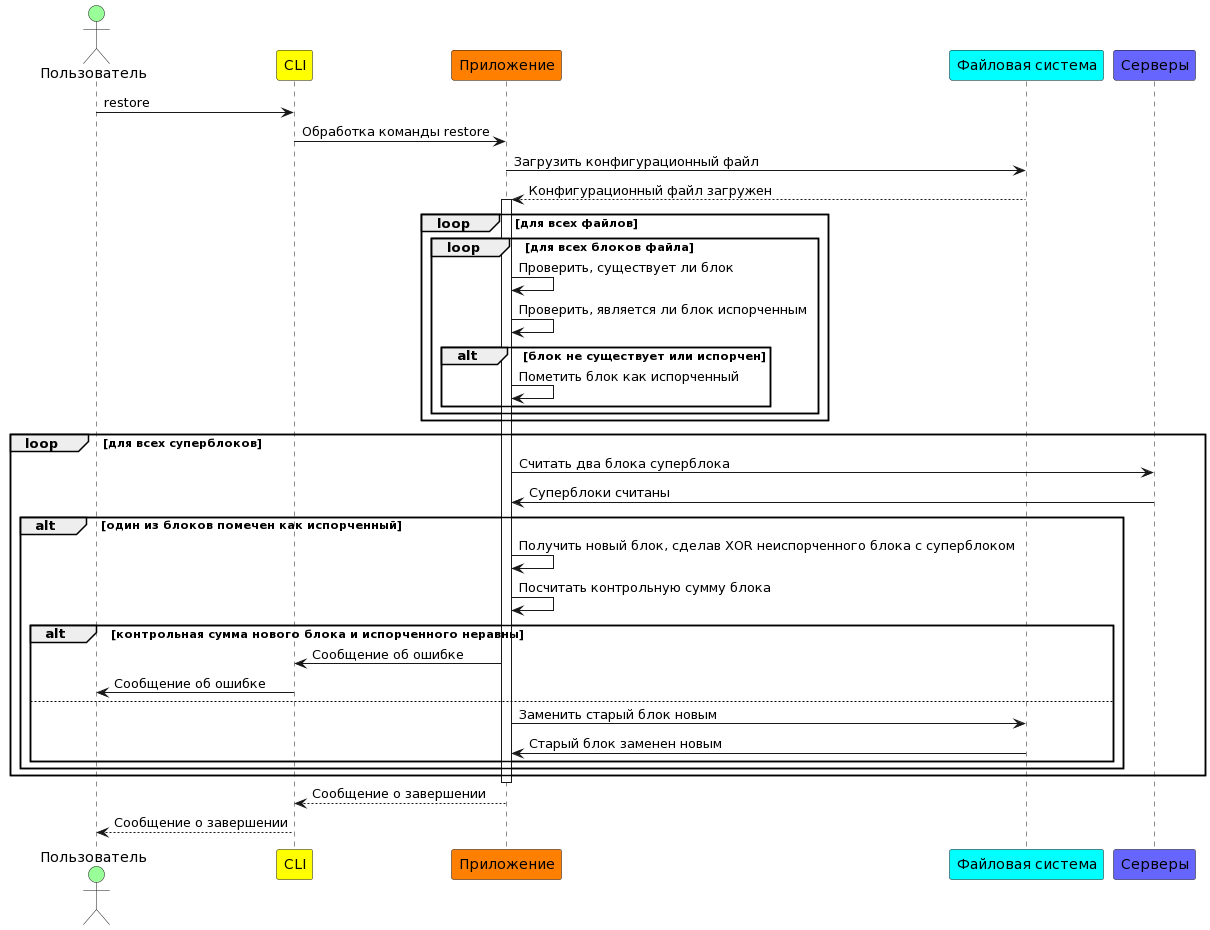 Пользователь
CLI
Приложение
Файловая система
Серверы
restore
Обработка команды restore
Загрузить конфигурационный файл
Конфигурационный файл загружен
loop
[для всех файлов]
loop
[для всех блоков файла]
Проверить, существует ли блок
Проверить, является ли блок испорченным
alt
[блок не существует или испорчен]
Пометить блок как испорченный
loop
[для всех суперблоков]
Считать два блока суперблока
Суперблоки считаны
alt
[один из блоков помечен как испорченный]
Получить новый блок, сделав XOR неиспорченного блока с суперблоком
Посчитать контрольную сумму блока
alt
[контрольная сумма нового блока и испорченного неравны]
Сообщение об ошибке
Сообщение об ошибке
Заменить старый блок новым
Старый блок заменен новым
Сообщение о завершении
Сообщение о завершении
Пользователь
CLI
Приложение
Файловая система
Серверы